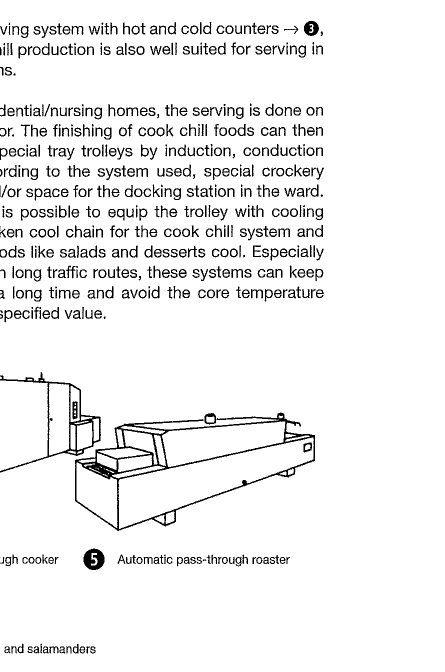 ving system with hot and cold counters → ❸,
ill production is also well suited for serving in
ns.
dential/nursing homes, the serving is done on
or. The finishing of cook chill foods can then
pecial tray trolleys by induction, conduction
ording to the system used, special crockery
/or space for the docking station in the ward.
is possible to equip the trolley with cooling
ken cool chain for the cook chill system and
ods like salads and desserts cool. Especially
n long traffic routes, these systems can keep
a long time and avoid the core temperature
specified value.
ugh cooker
❺ Automatic pass-through roaster
and salamanders